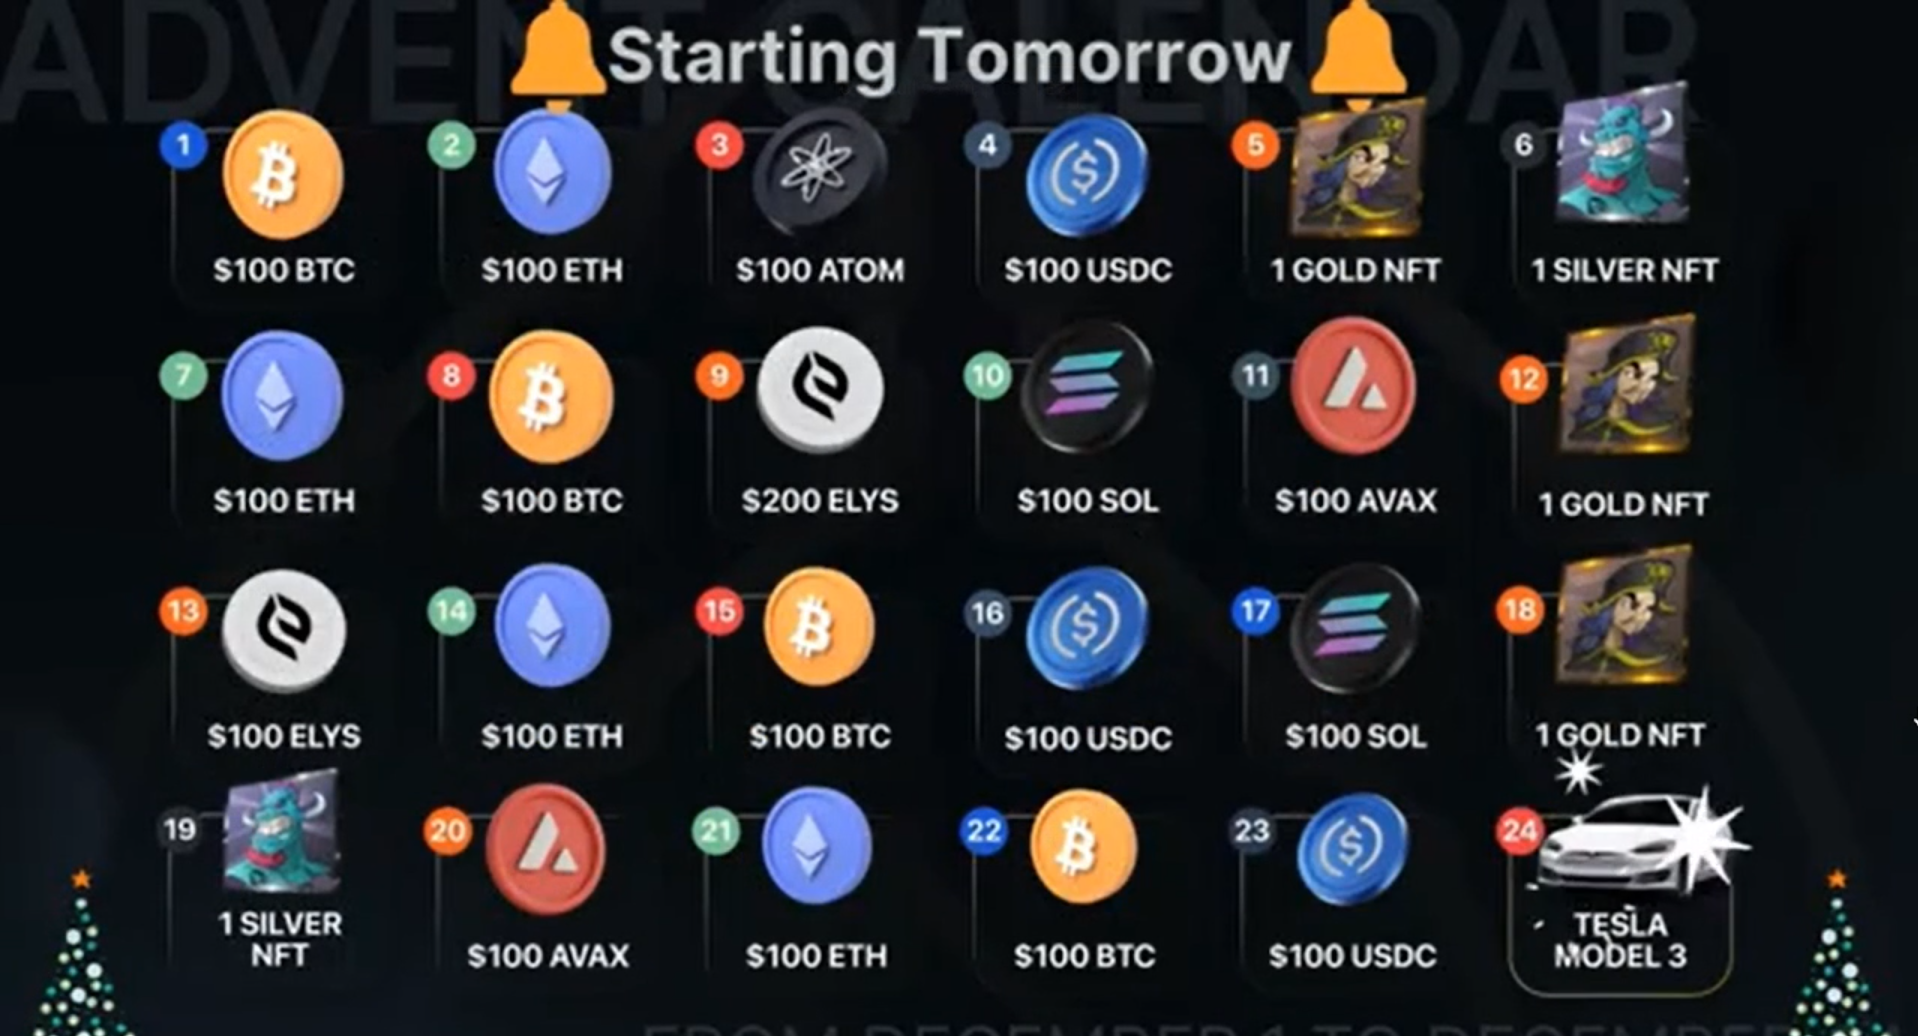 ADVENT CALENDAR
Starting Tomorrow
1
2
3
4
5
6
$100 BTC
$100 ETH
$100 ATOM
$100 USDC
1 GOLD NFT
1 SILVER NFT
7
8
9
10
11
12
$100 ETH
$100 BTC
$200 ELYS
$100 SOL
$100 AVAX
1 GOLD NFT
13
14
15
16
17
18
$100 ELYS
$100 ETH
$100 BTC
$100 USDC
$100 SOL
1 GOLD NFT
19
20
21
22
23
24
1 SILVER
NFT
$100 AVAX
$100 ETH
$100 BTC
$100 USDC
TESLA
MODEL 3
FROM DECEMBER 1 TO DECEMBER